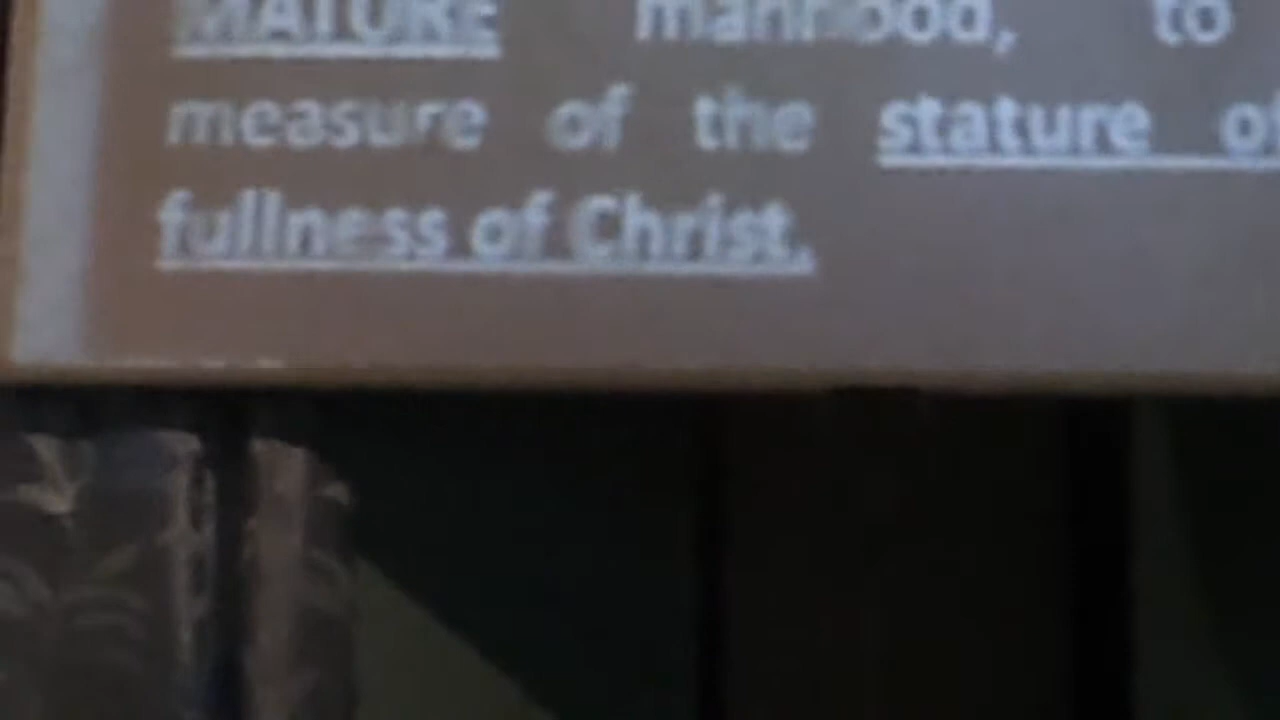 MATURE manhood, to
measure of the stature of
fullness of Christ.